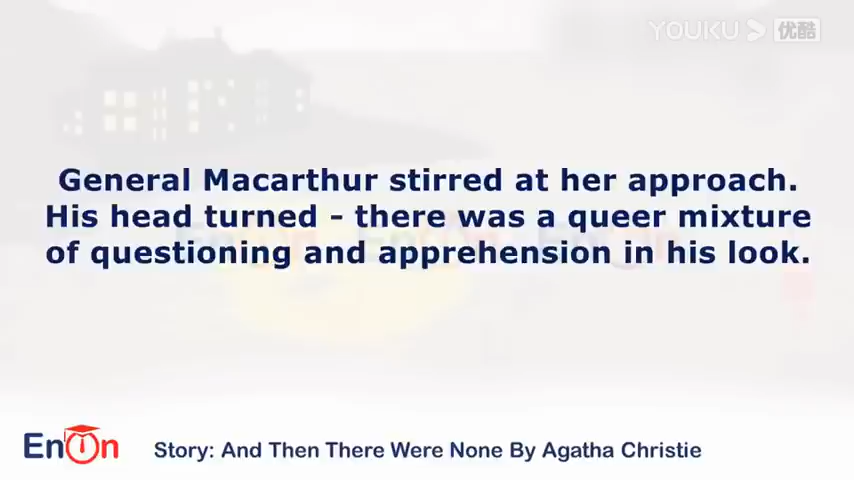 YOUKU 优酷
General Macarthur stirred at her approach.
His head turned - there was a queer mixture
of questioning and apprehension in his look.
EnOn
Story: And Then There Were None By Agatha Christie